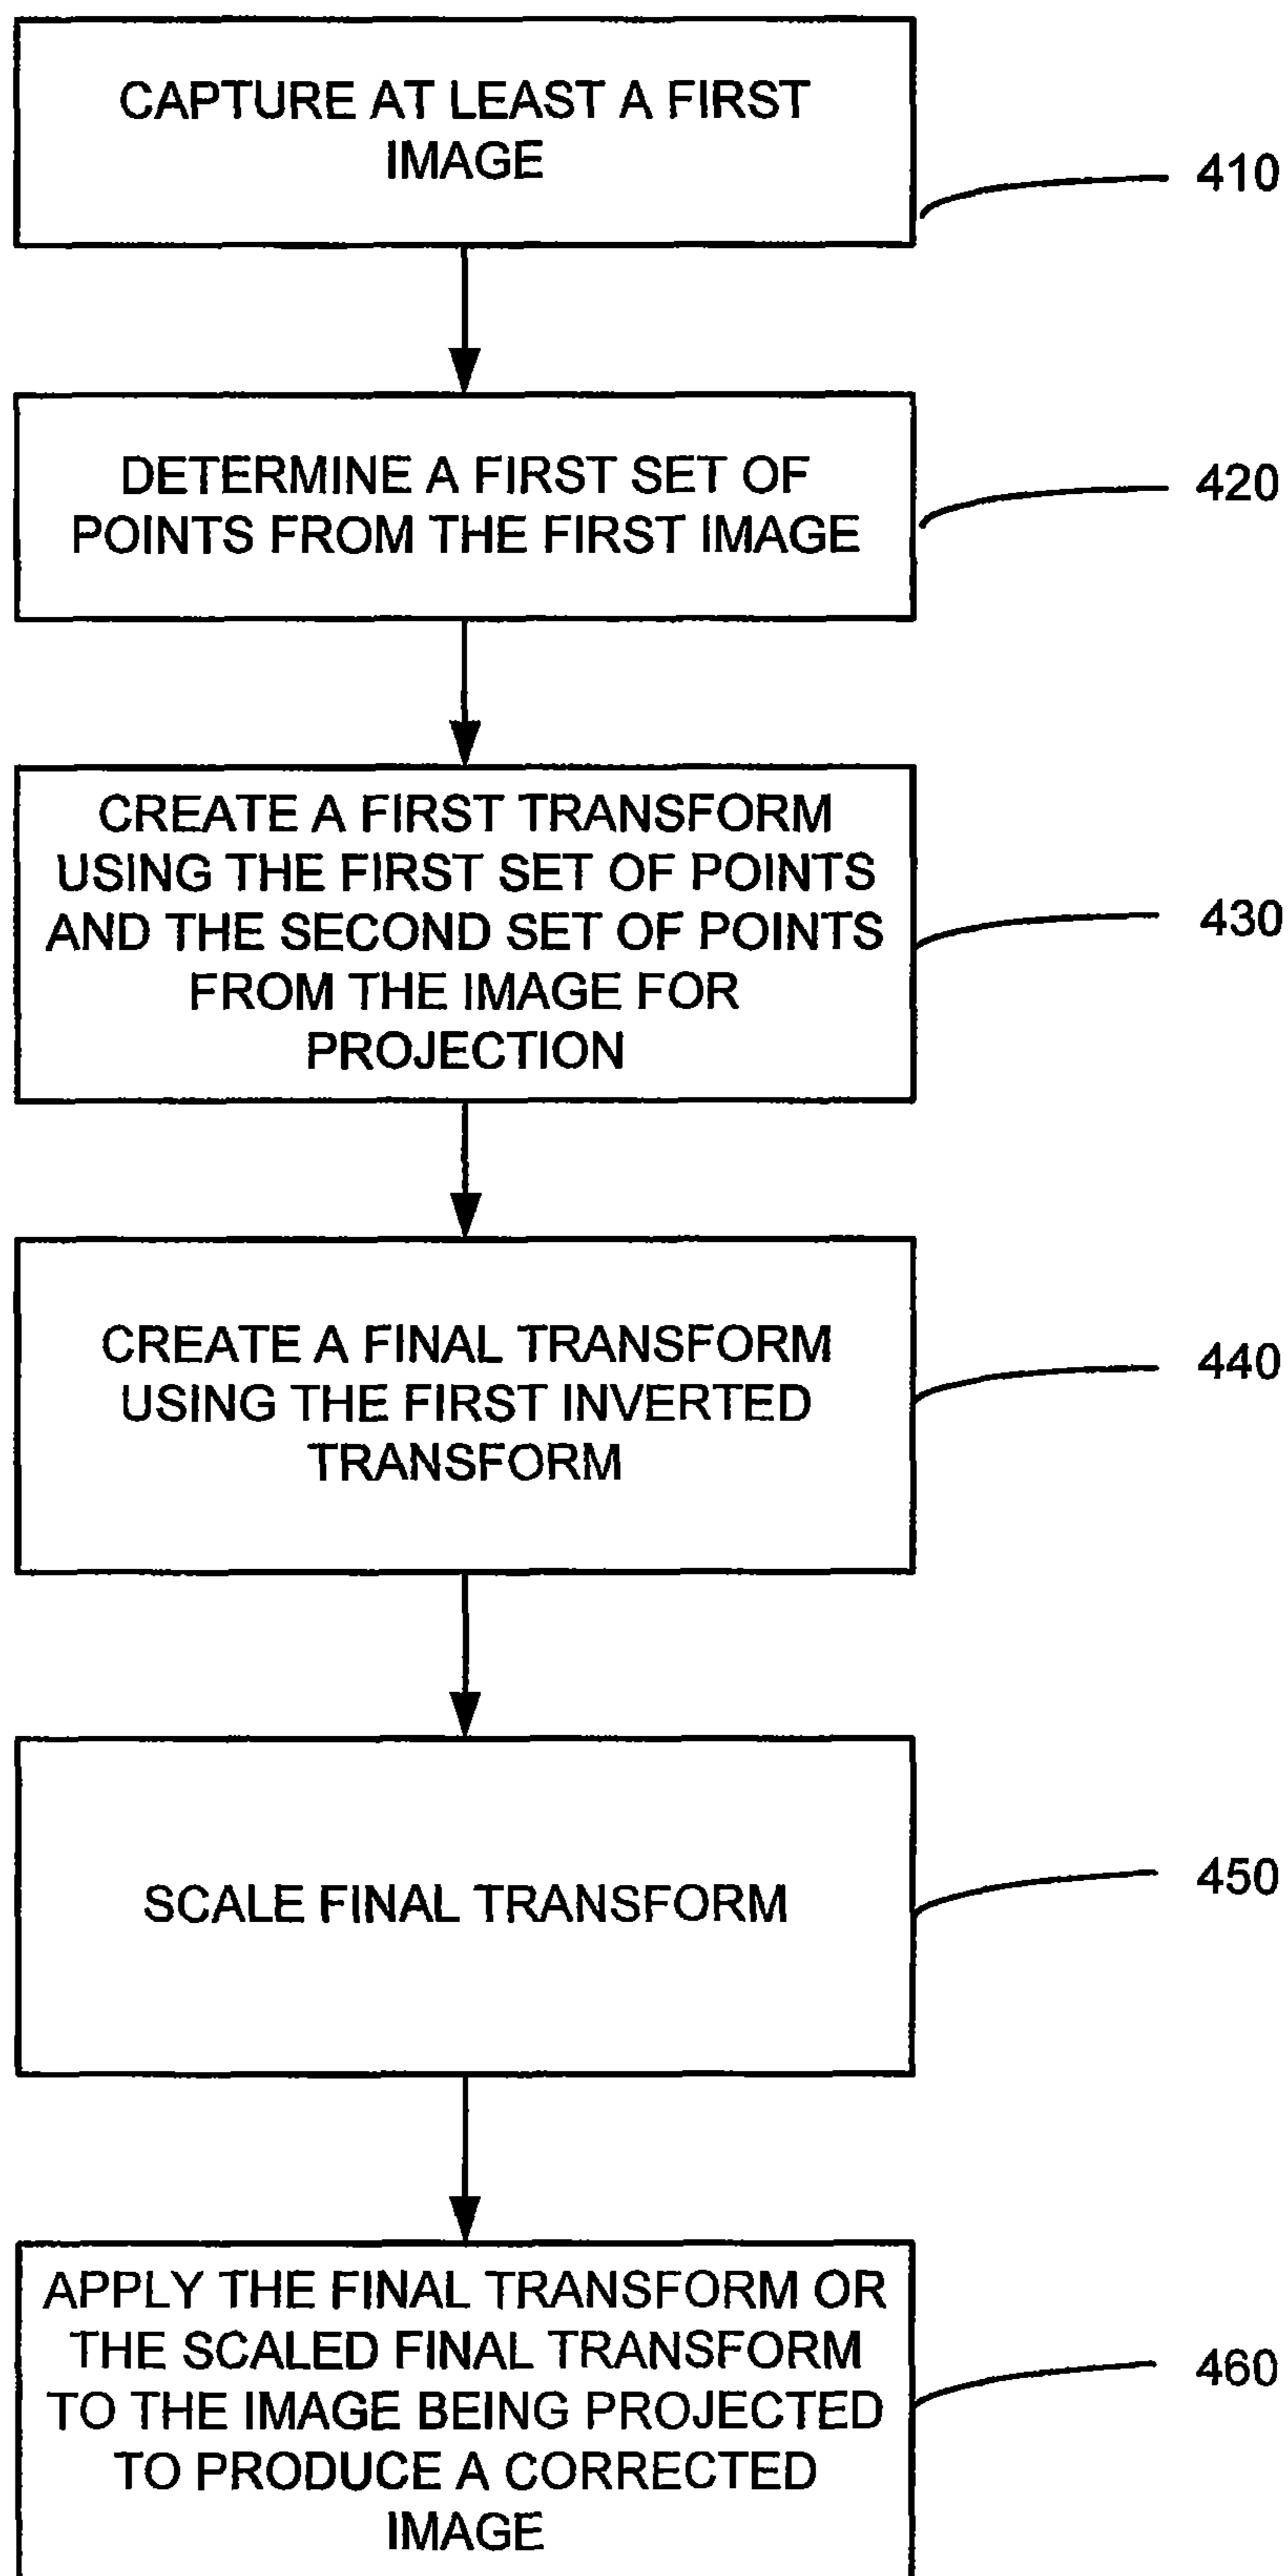 CAPTURE AT LEAST A FIRST
IMAGE
410
DETERMINE A FIRST SET OF
POINTS FROM THE FIRST IMAGE
420
CREATE A FIRST TRANSFORM
USING THE FIRST SET OF POINTS
AND THE SECOND SET OF POINTS
FROM THE IMAGE FOR
PROJECTION
430
CREATE A FINAL TRANSFORM
USING THE FIRST INVERTED
TRANSFORM
440
SCALE FINAL TRANSFORM
450
APPLY THE FINAL TRANSFORM OR
THE SCALED FINAL TRANSFORM
TO THE IMAGE BEING PROJECTED
TO PRODUCE A CORRECTED
IMAGE
460